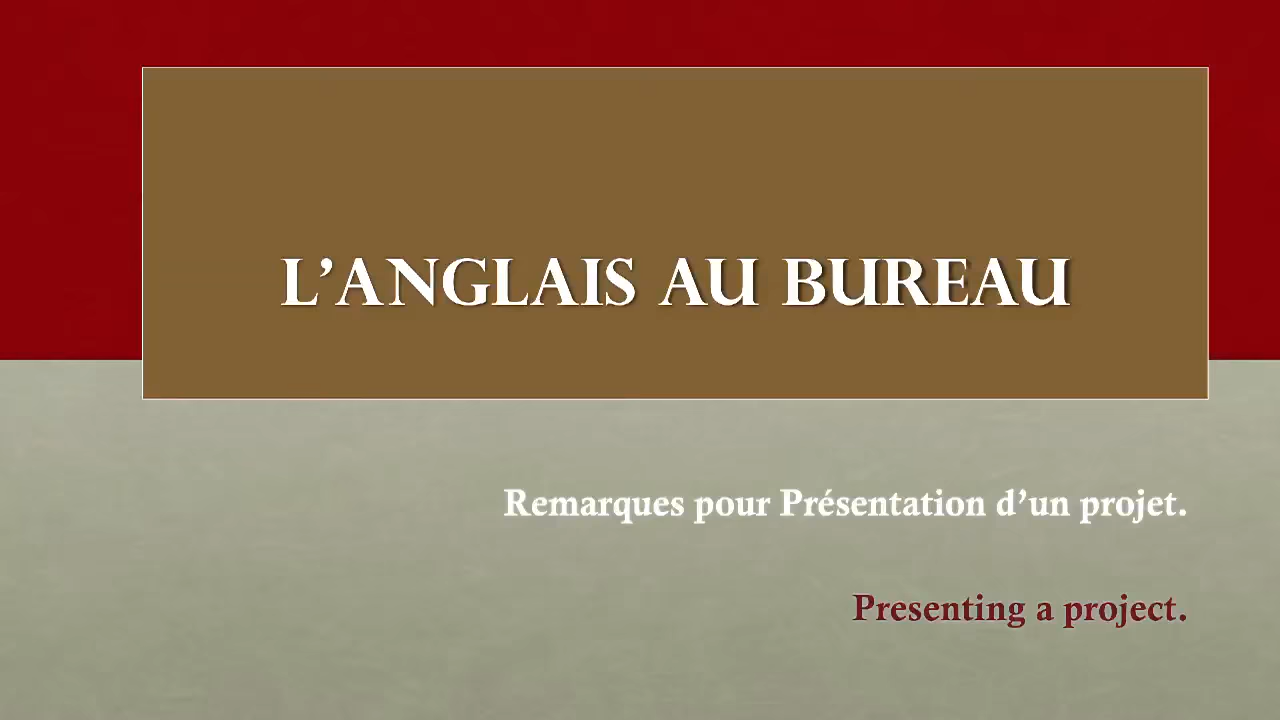 L’ANGLAIS AU BUREAU
Remarques pour Présentation d’un projet.
Presenting a project.